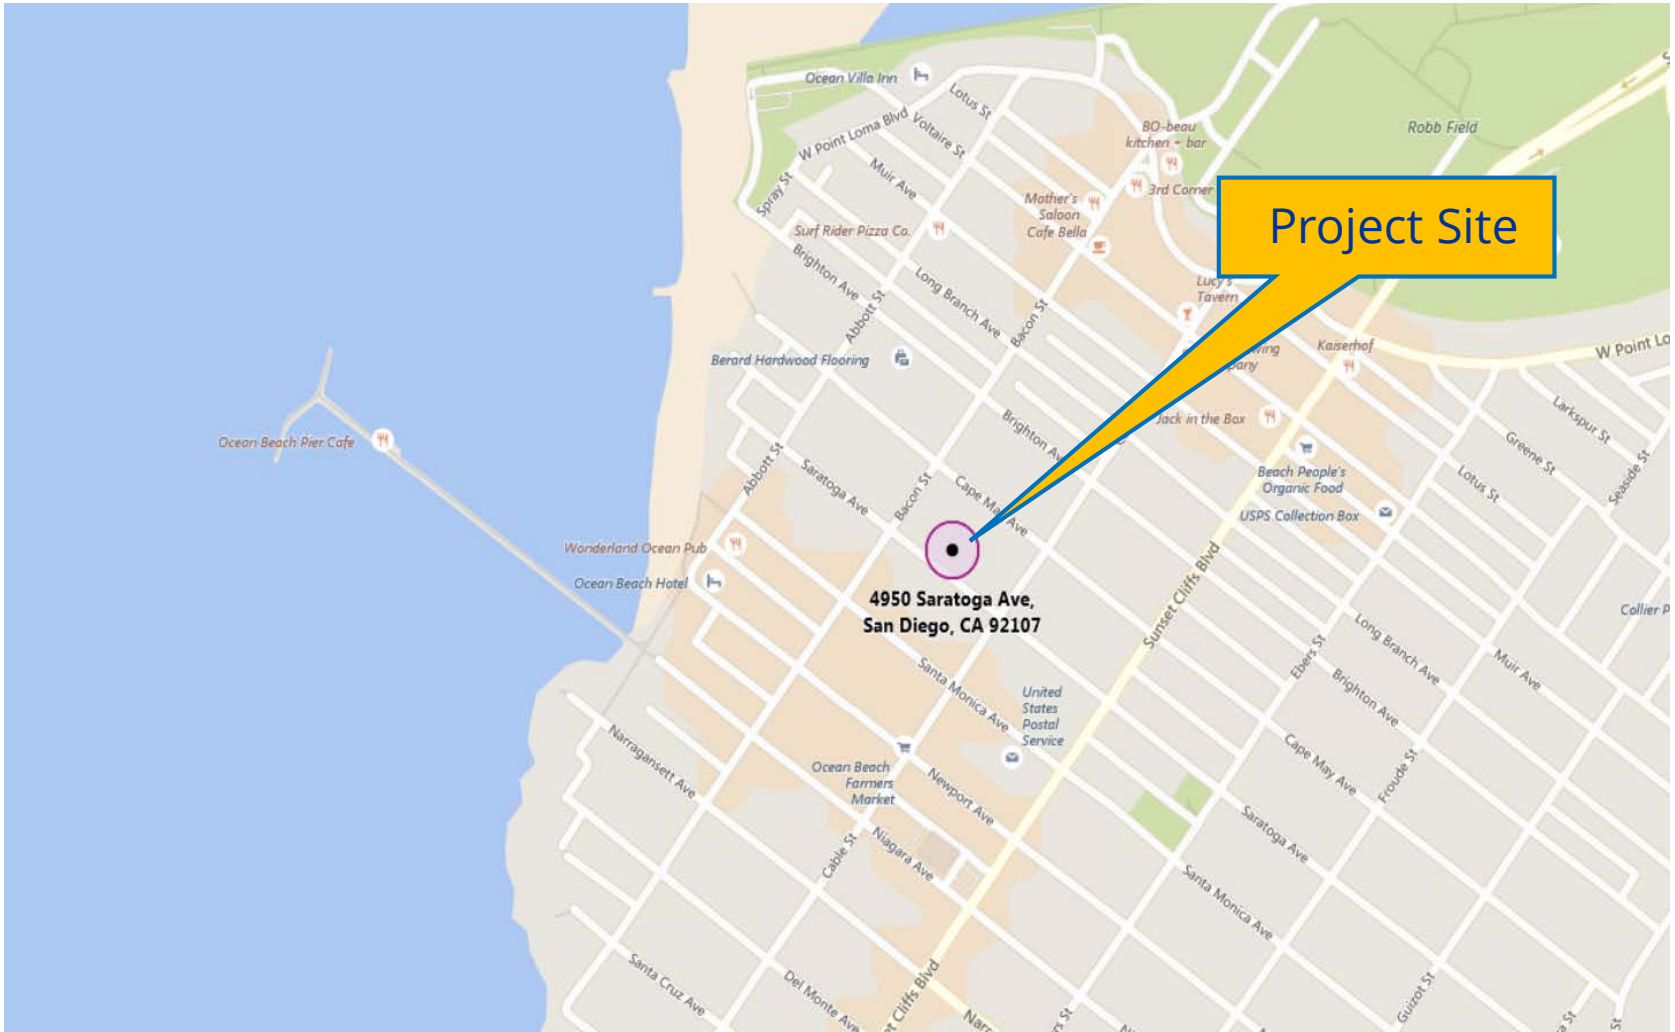 Ocean Villa Inn
Lotus St
W Point Loma Blvd
Voltaire St
BO-beau
kitchen + bar
Robb Field
Muir Ave
Spray St
Mother's
Saloon
Cafe Bella
3rd Corner
Project Site
Surf Rider Pizza Co.
Brighton Ave
Long Branch Ave
Abbott St
Bacon St
Lucy's
Tavern
Berard Hardwood Flooring
Kaiserhof
W Point Lo
Larkspur St
Jack in the Box
Brighton Av
Greene St
Ocean Beach Pier Cafe
Abbott St
Saratoga Ave
Bacon St
Cape May Ave
Beach People's
Organic Food
USPS Collection Box
Lotus St
Seaside St
Wonderland Ocean Pub
Ocean Beach Hotel
4950 Saratoga Ave,
San Diego, CA 92107
Sunset Cliffs Blvd
Collier P
Ebers St
Long Branch Ave
Muir Ave
Brighton Ave
Santa Monica Ave
United
States
Postal
Service
Narragansett Ave
Ocean Beach
Farmers
Market
Newport Ave
Cape May Ave
Froude St
Saratoga Ave
Cable St
Niagara Ave
Santa Monica Ave
Santa Cruz Ave
Del Monte Ave
et Cliffs Blvd
Guizot St
Narr
rs St